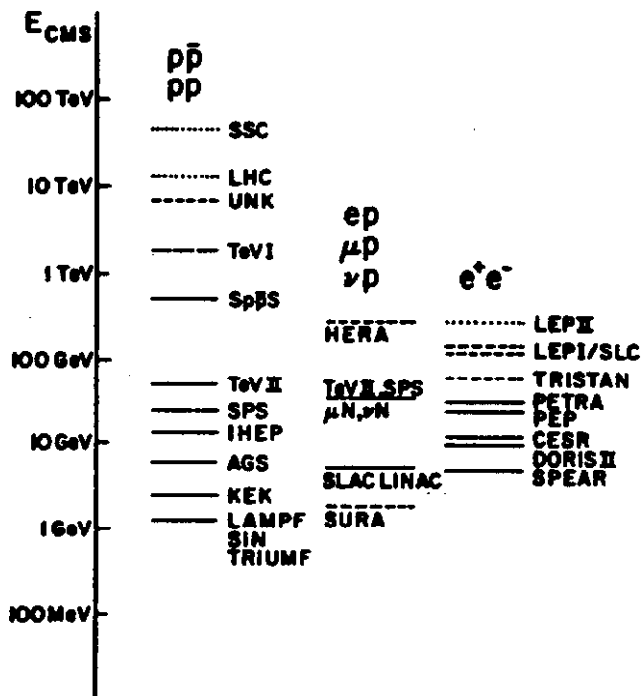 E_CMS
100 TeV
10 TeV
1 TeV
100 GeV
10 GeV
1 GeV
100 MeV
pp̄
pp
SSC
LHC
UNK
TeV I
Spp̄S
TeV II
SPS
IHEP
AGS
KEK
LAMPF
SIN
TRIUMF
ep
μp
νp
HERA
TeV II, SPS
μN, νN
SLAC LINAC
SURA
e⁺e⁻
LEP II
LEP I/SLC
TRISTAN
PETRA
PEP
CESR
DORIS II
SPEAR